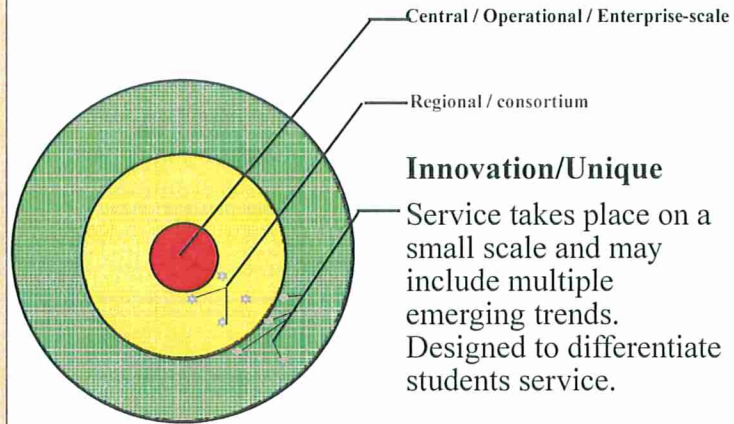 Central / Operational / Enterprise-scale
Regional / consortium
Innovation/Unique
Service takes place on a
small scale and may
include multiple
emerging trends.
Designed to differentiate
students service.